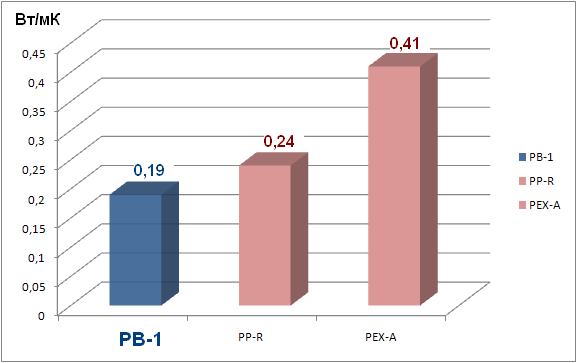 Вт/мК
0,45
0,4
0,35
0,3
0,25
0,2
0,15
0,1
0,05
0
0,19
0,24
0,41
PB-1
PP-R
PEX-A
PB-1
PP-R
PEX-A